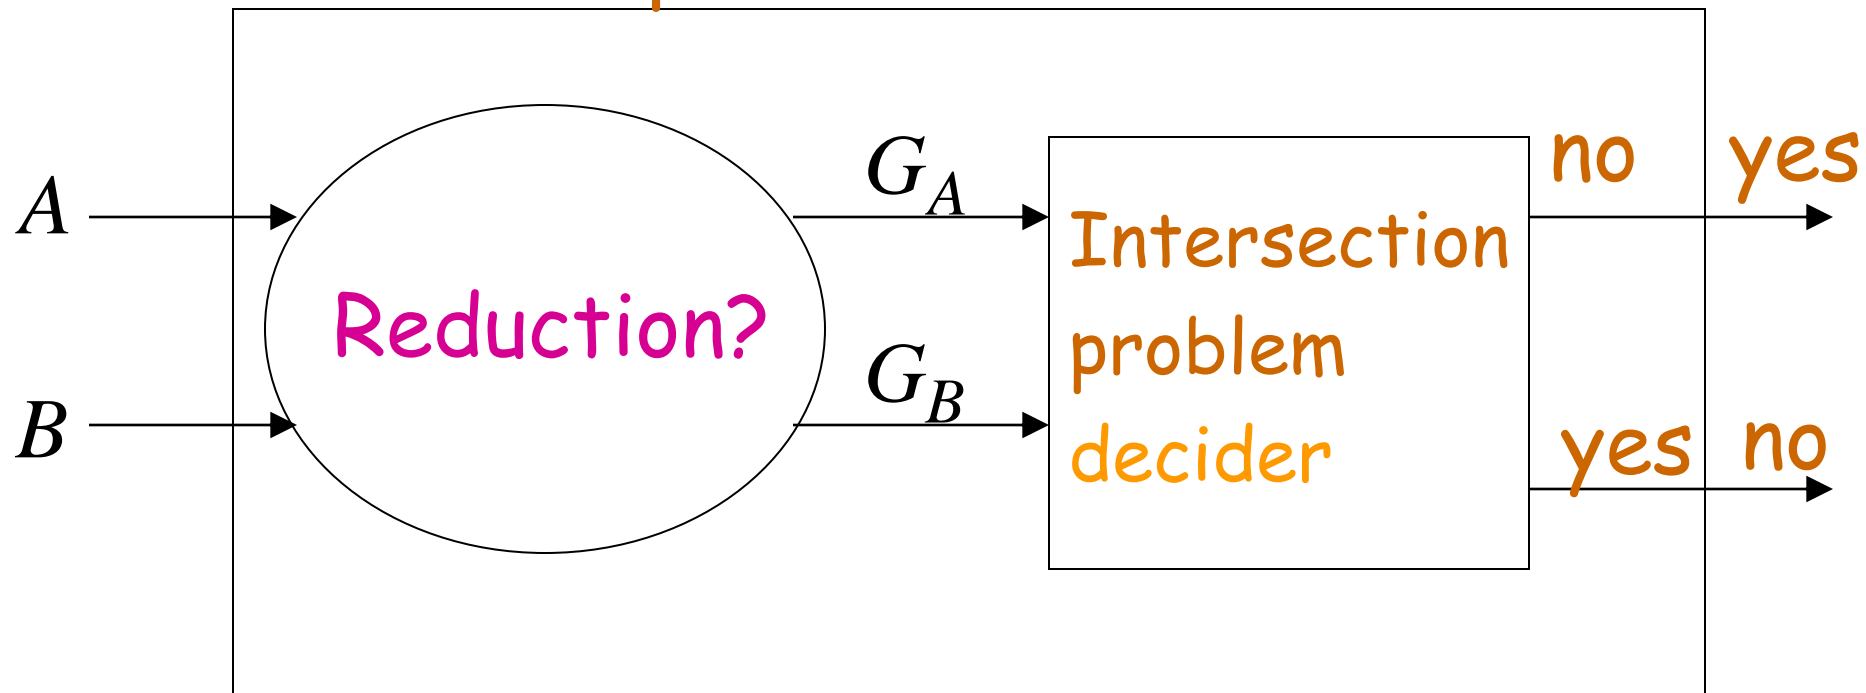 A
B
Reduction?
G_A
G_B
Intersection
problem
decider
no yes
yes no